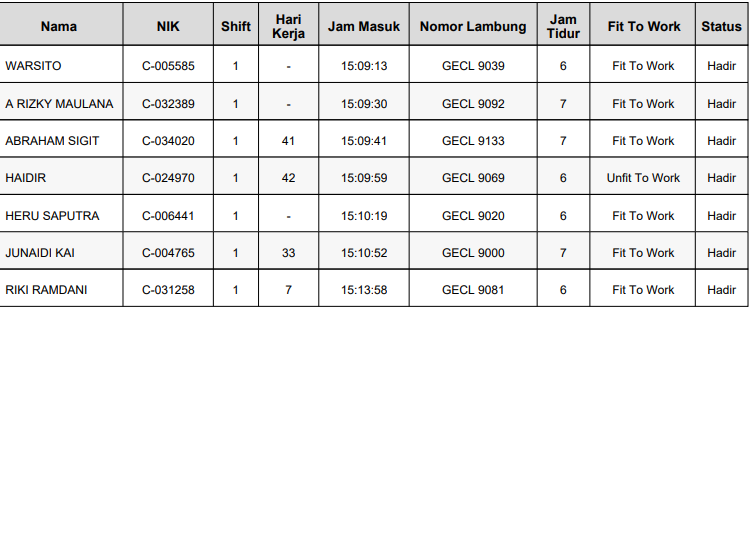 Nama NIK Shift Hari Kerja Jam Masuk Nomor Lambung Jam Tidur Fit To Work Status
WARSITO C-005585 1 - 15:09:13 GECL 9039 6 Fit To Work Hadir
A RIZKY MAULANA C-032389 1 - 15:09:30 GECL 9092 7 Fit To Work Hadir
ABRAHAM SIGIT C-034020 1 41 15:09:41 GECL 9133 7 Fit To Work Hadir
HAIDIR C-024970 1 42 15:09:59 GECL 9069 6 Unfit To Work Hadir
HERU SAPUTRA C-006441 1 - 15:10:19 GECL 9020 6 Fit To Work Hadir
JUNAIDI KAI C-004765 1 33 15:10:52 GECL 9000 7 Fit To Work Hadir
RIKI RAMDANI C-031258 1 7 15:13:58 GECL 9081 6 Fit To Work Hadir